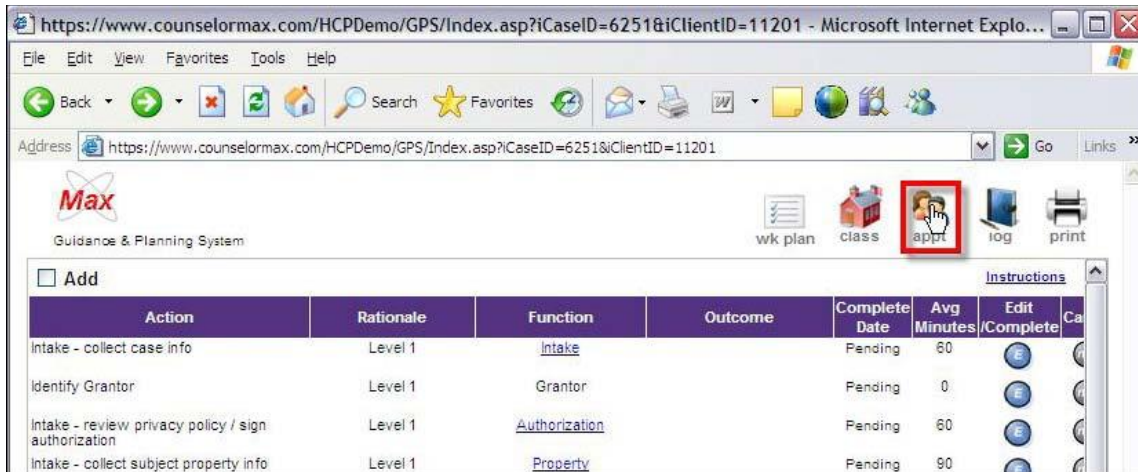 https://www.counselormax.com/HCPDemo/GPS/Index.asp?iCaseID=6251&iClientID=11201 - Microsoft Internet Explo...
File Edit View Favorites Tools Help
Back Search Favorites
Address https://www.counselormax.com/HCPDemo/GPS/Index.asp?iCaseID=6251&iClientID=11201 Go Links »
Max
Guidance & Planning System
wk plan class appt log print
Add Instructions
Action Rationale Function Outcome Complete Date Avg Minutes Edit /Complete Ca
Intake - collect case info Level 1 Intake Pending 60 E
Identify Grantor Level 1 Grantor Pending 0 E
Intake - review privacy policy / sign authorization Level 1 Authorization Pending 60 E
Intake - collect subject property info Level 1 Property Pending 90